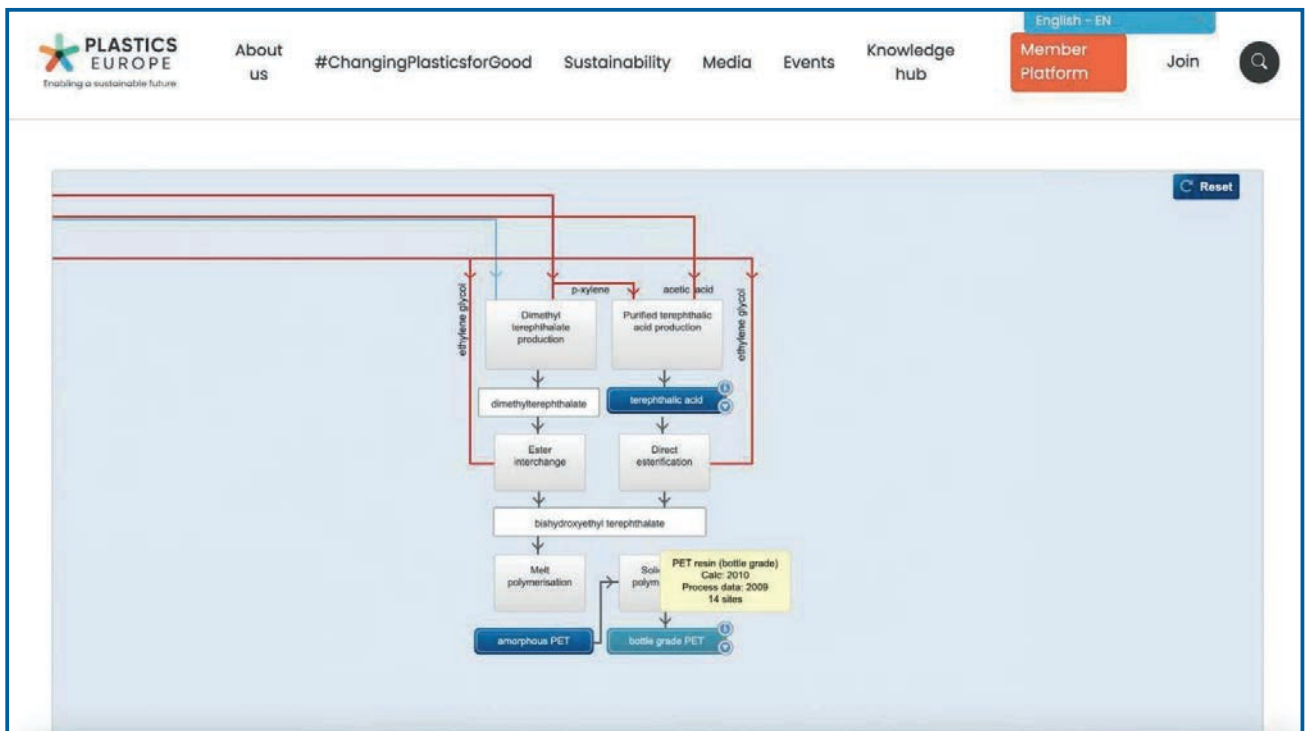 English - EN
PLASTICS
EUROPE
Enabling a sustainable future
About
us
#ChangingPlasticsforGood
Sustainability
Media
Events
Knowledge
hub
Member
Platform
Join
Reset
p-xylene
acetic acid
ethylene glycol
ethylene glycol
Dimethyl
terephthalate
production
Purified terephthalic
acid production
dimethylterephthalate
terephthalic acid
Ester
interchange
Direct
esterification
bishydroxyethyl terephthalate
Melt
polymerisation
Soli
polym
PET resin (bottle grade)
Calc: 2010
Process data: 2009
14 sites
amorphous PET
bottle grade PET